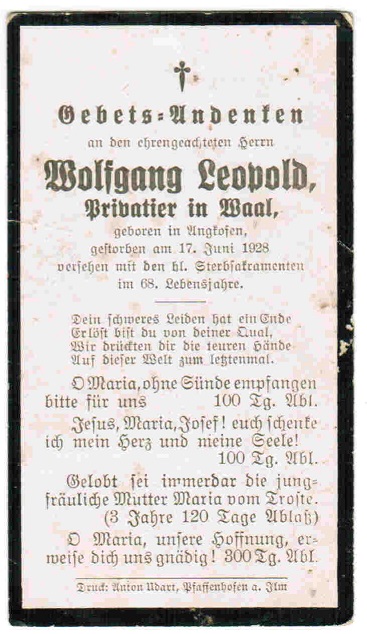 Gebets-Andenken
an den ehrengeachteten Herrn
Wolfgang Leopold,
Privatier in Waal,
geboren in Angkofen,
gestorben am 17. Juni 1928
versehen mit den hl. Sterbsakramenten
im 68. Lebensjahre.
Dein schweres Leiden hat ein Ende
Erlöst bist du von deiner Qual,
Wir drückten dir die teuren Hände
Auf dieser Welt zum letztenmal.
O Maria, ohne Sünde empfangen
bitte für uns 100 Tg. Abl.
Jesus, Maria, Josef! euch schenke
ich mein Herz und meine Seele!
100 Tg. Abl.
Gelobt sei immerdar die jung-
fräuliche Mutter Maria vom Troste.
(3 Jahre 120 Tage Ablaß)
O Maria, unsere Hoffnung, er-
weise dich uns gnädig! 300 Tg. Abl.
Druck: Anton Udart, Pfaffenhofen a. Ilm